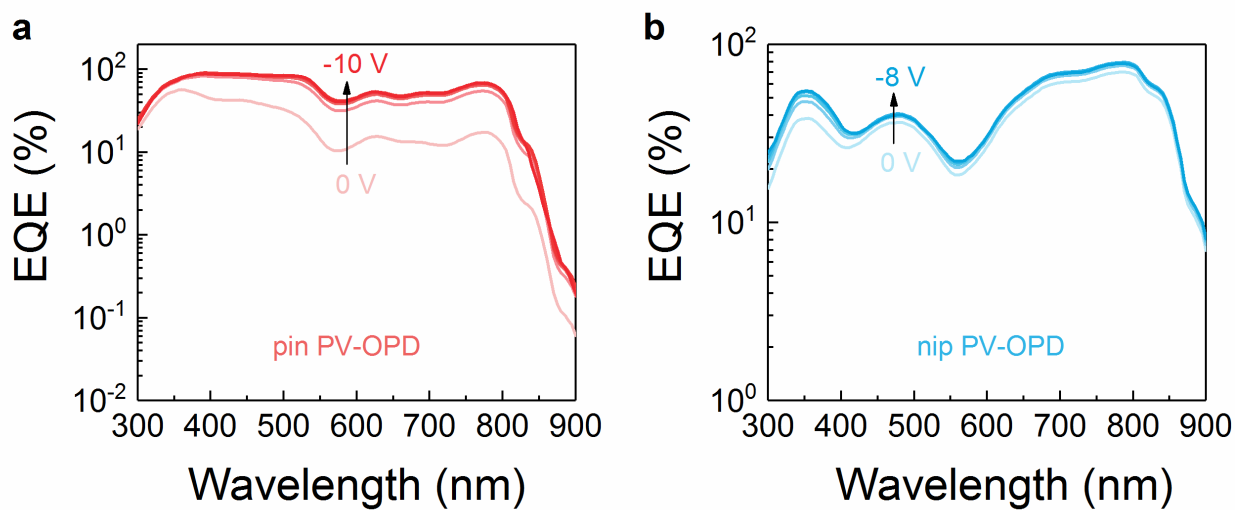 a
EQE (%)
10²
10¹
10⁰
10⁻¹
10⁻²
-10 V
0 V
pin PV-OPD
300 400 500 600 700 800 900
Wavelength (nm)
b
EQE (%)
10²
10¹
10⁰
-8 V
0 V
nip PV-OPD
300 400 500 600 700 800 900
Wavelength (nm)